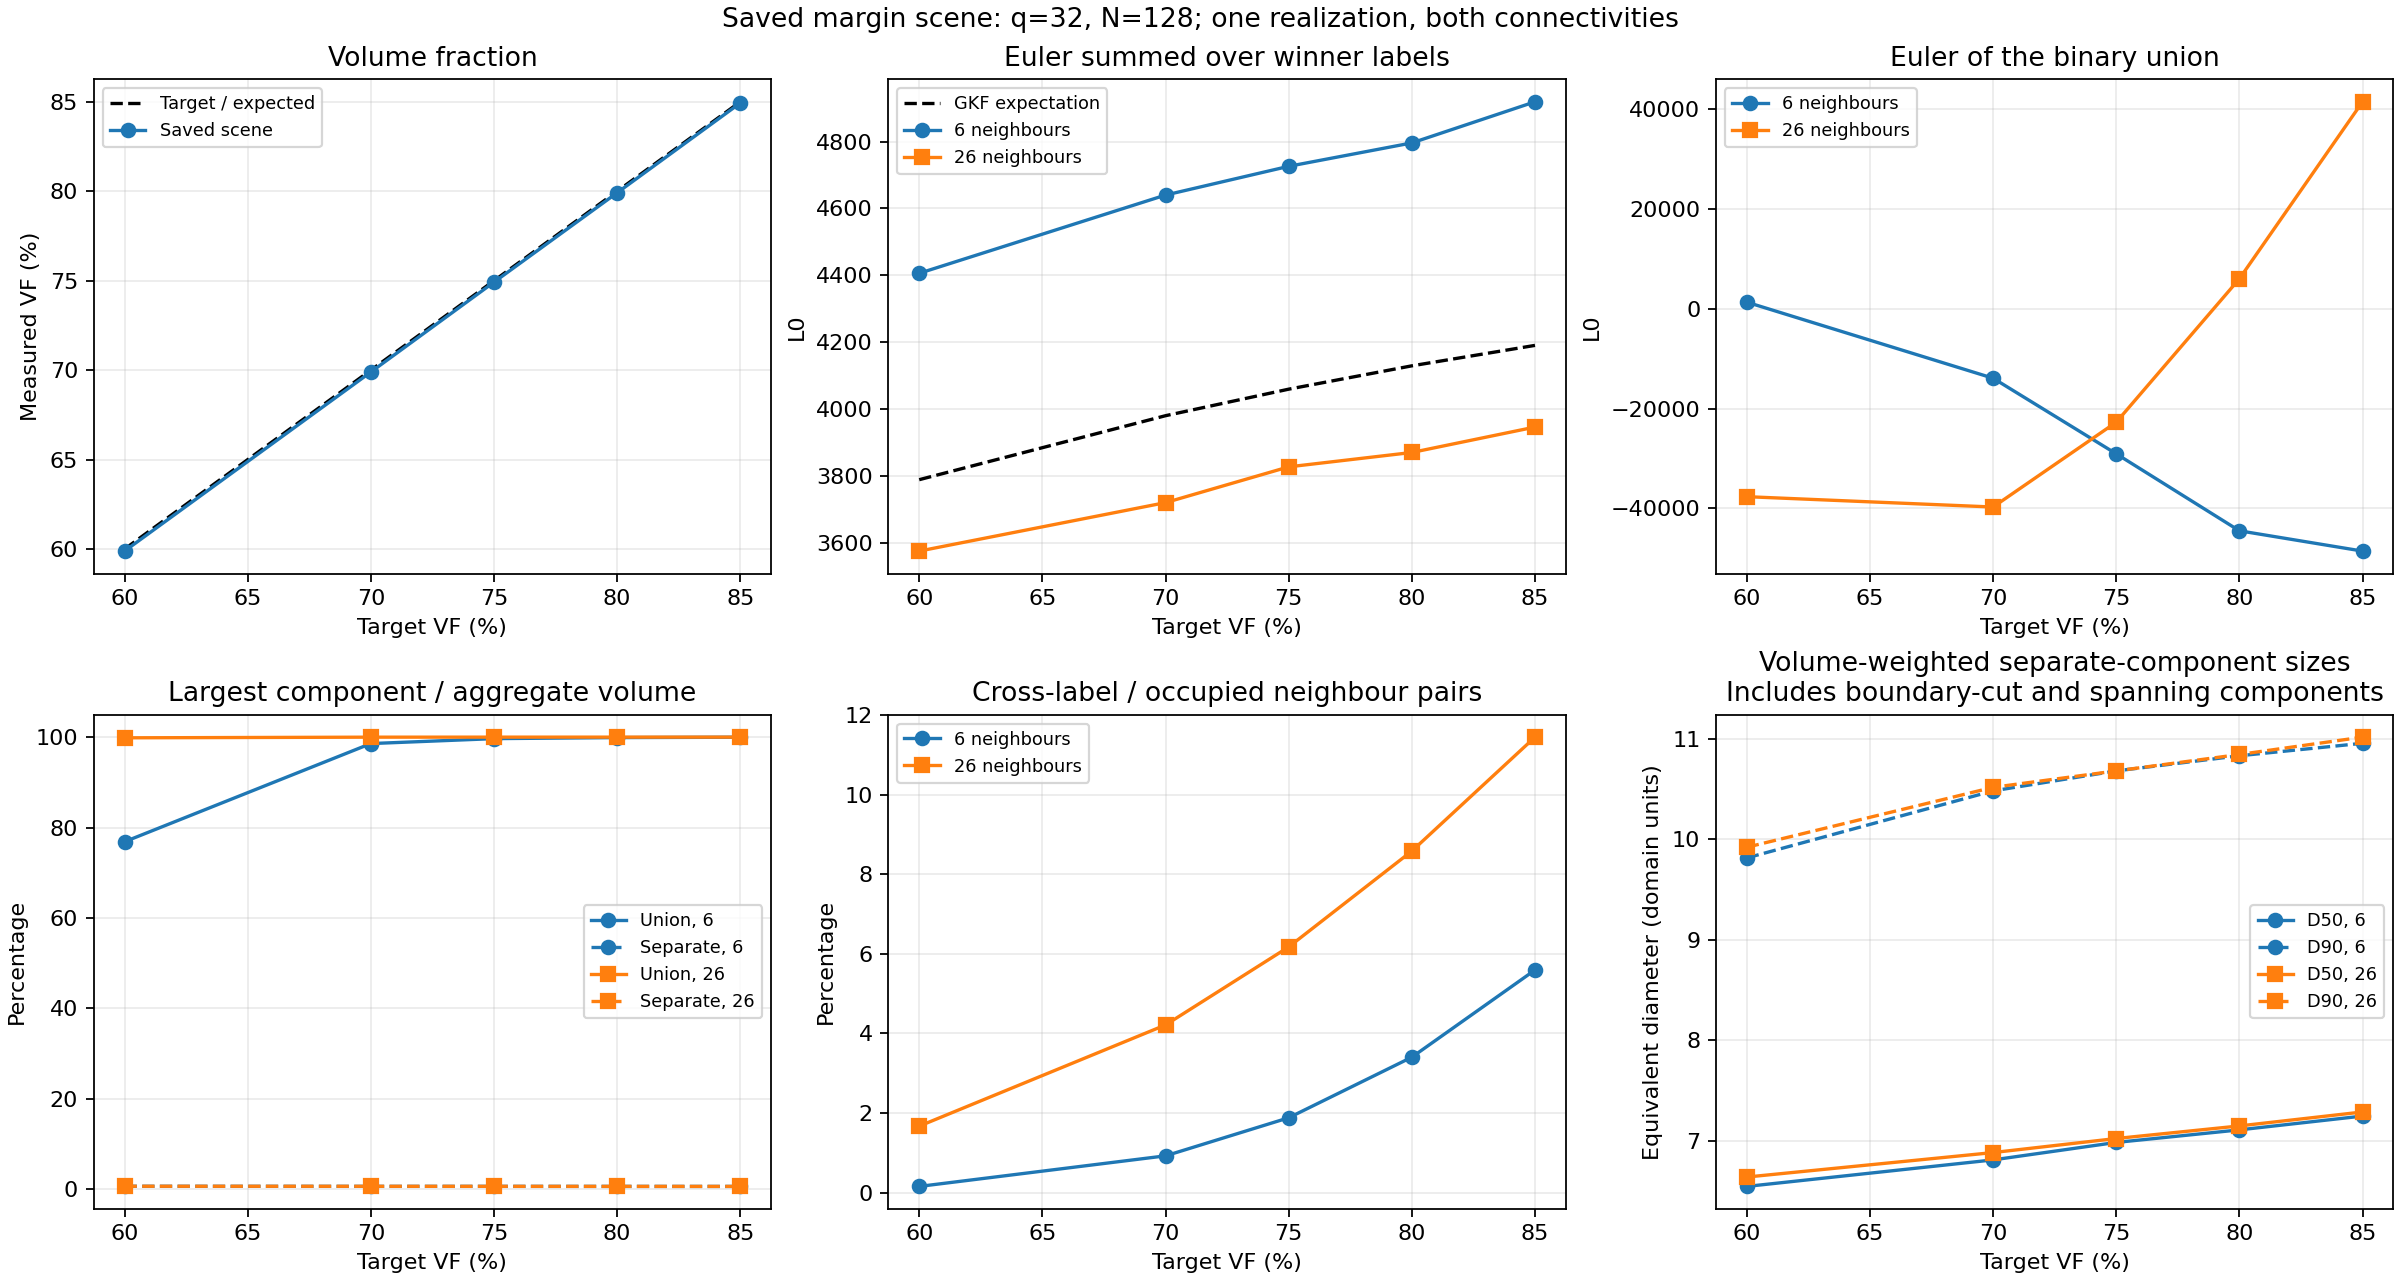 Saved margin scene: q=32, N=128; one realization, both connectivities
Volume fraction
Measured VF (%)
85
80
75
70
65
60
Target / expected
Saved scene
60 65 70 75 80 85
Target VF (%)
Euler summed over winner labels
L0
4800
4600
4400
4200
4000
3800
3600
GKF expectation
6 neighbours
26 neighbours
60 65 70 75 80 85
Target VF (%)
Euler of the binary union
L0
40000
20000
0
−20000
−40000
6 neighbours
26 neighbours
60 65 70 75 80 85
Target VF (%)
Largest component / aggregate volume
Percentage
100
80
60
40
20
0
Union, 6
Separate, 6
Union, 26
Separate, 26
60 65 70 75 80 85
Target VF (%)
Cross-label / occupied neighbour pairs
Percentage
12
10
8
6
4
2
0
6 neighbours
26 neighbours
60 65 70 75 80 85
Target VF (%)
Volume-weighted separate-component sizes
Includes boundary-cut and spanning components
Equivalent diameter (domain units)
11
10
9
8
7
D50, 6
D90, 6
D50, 26
D90, 26
60 65 70 75 80 85
Target VF (%)